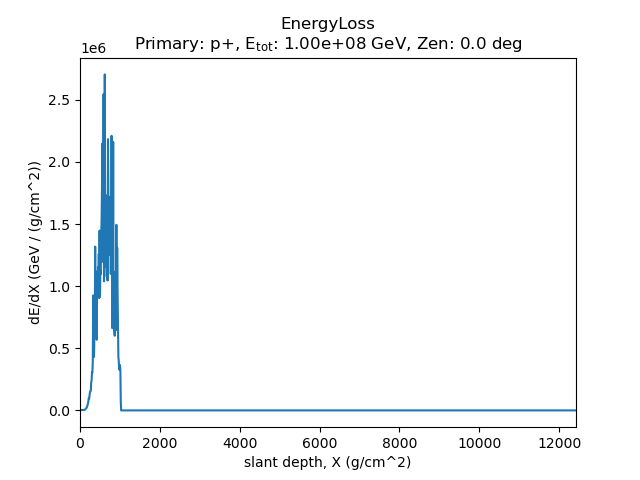 EnergyLoss
Primary: p+, E_tot: 1.00e+08 GeV, Zen: 0.0 deg
1e6
2.5
2.0
1.5
1.0
0.5
0.0
dE/dX (GeV / (g/cm^2))
0 2000 4000 6000 8000 10000 12000
slant depth, X (g/cm^2)